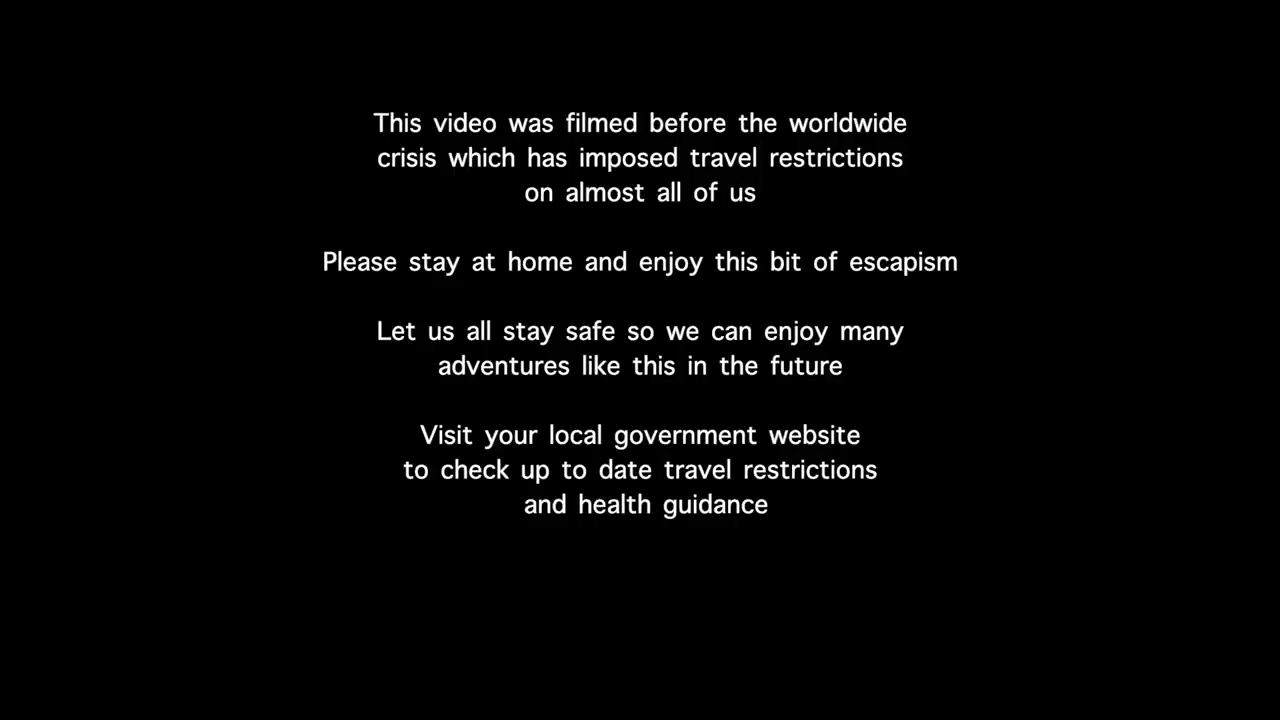 This video was filmed before the worldwide
crisis which has imposed travel restrictions
on almost all of us
Please stay at home and enjoy this bit of escapism
Let us all stay safe so we can enjoy many
adventures like this in the future
Visit your local government website
to check up to date travel restrictions
and health guidance